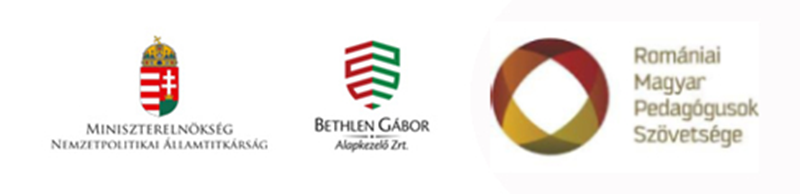 Miniszterelnökség
Nemzetpolitikai Államtitkárság
Bethlen Gábor
Alapkezelő Zrt.
Romániai
Magyar
Pedagógusok
Szövetsége